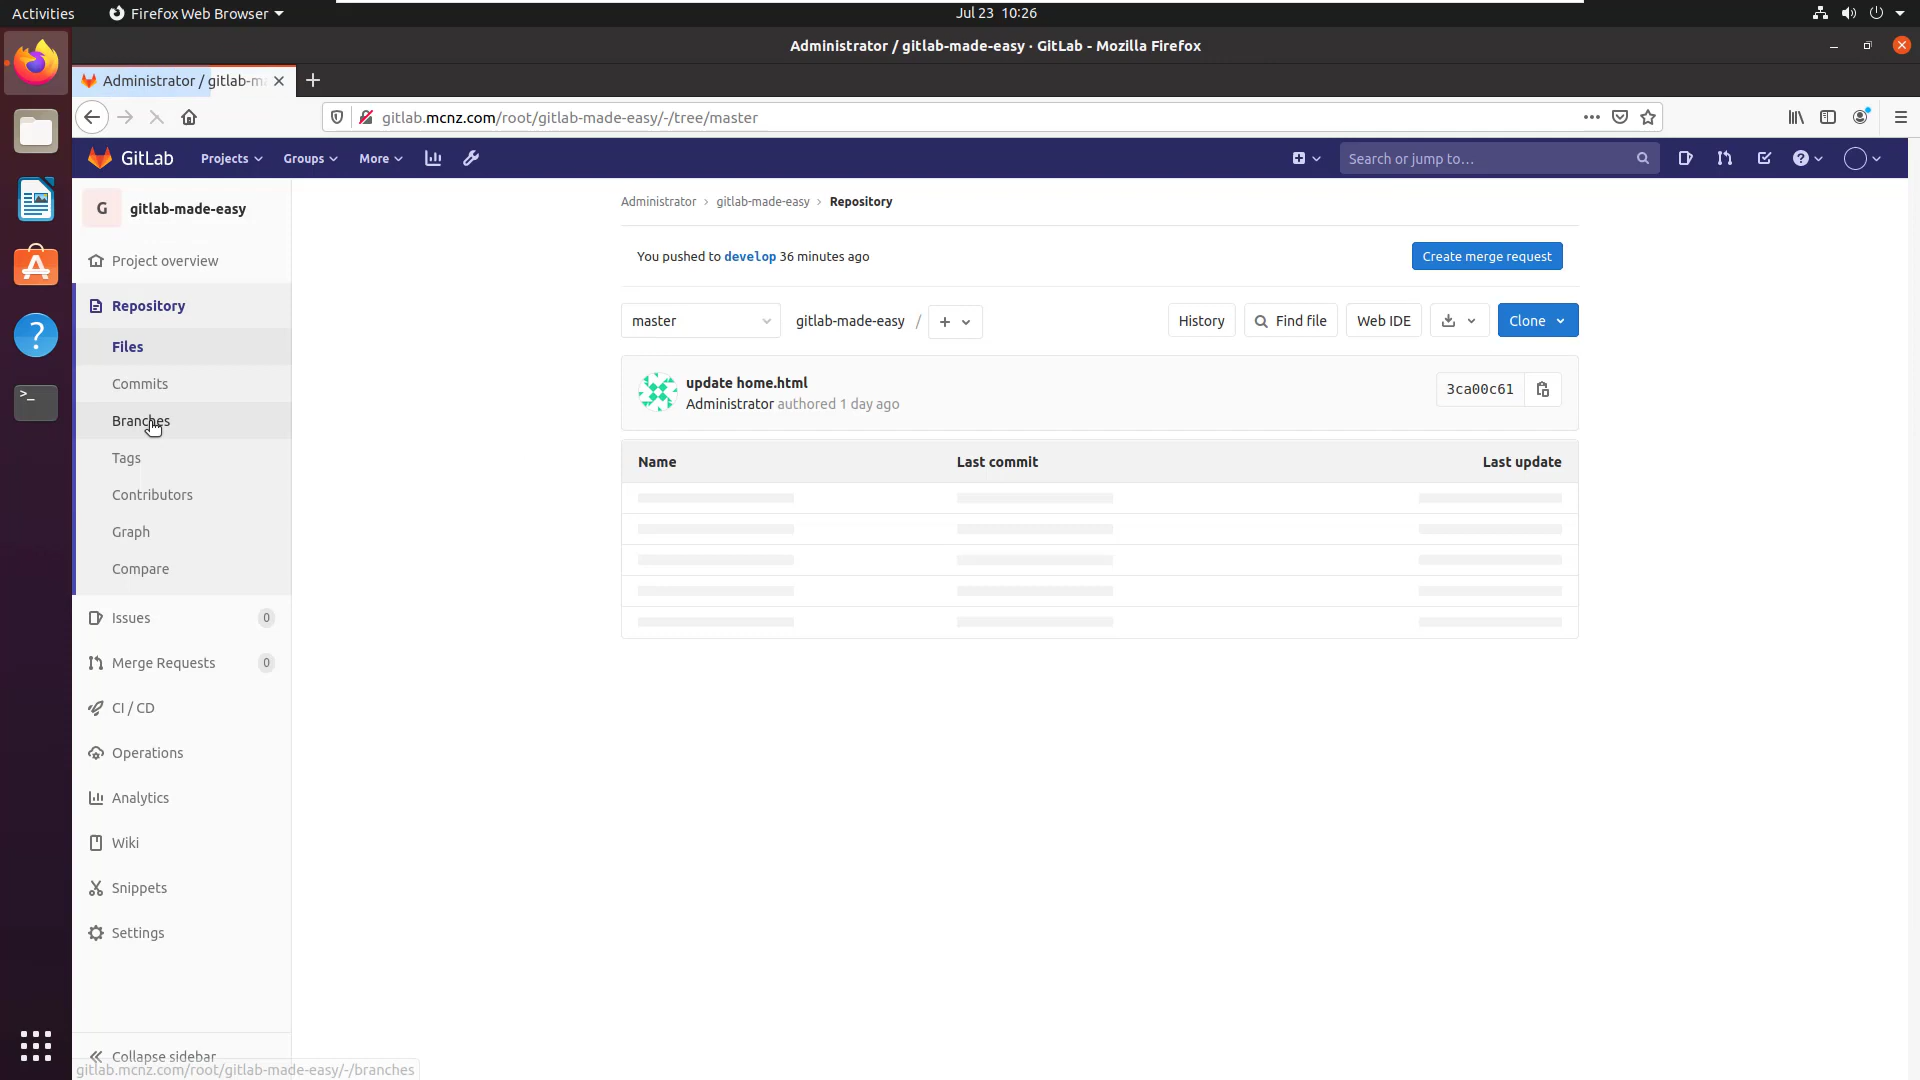 Activities
Firefox Web Browser
Jul 23 10:26
Administrator / gitlab-made-easy · GitLab - Mozilla Firefox
Administrator / gitlab-m
gitlab.mcnz.com/root/gitlab-made-easy/-/tree/master
GitLab
Projects
Groups
More
Search or jump to...
G
gitlab-made-easy
Project overview
Repository
Files
Commits
Branches
Tags
Contributors
Graph
Compare
Issues
0
Merge Requests
0
CI / CD
Operations
Analytics
Wiki
Snippets
Settings
Collapse sidebar
gitlab.mcnz.com/root/gitlab-made-easy/-/branches
Administrator > gitlab-made-easy > Repository
You pushed to develop 36 minutes ago
Create merge request
master
gitlab-made-easy /
+
History
Find file
Web IDE
Clone
update home.html
Administrator authored 1 day ago
3ca00c61
Name
Last commit
Last update